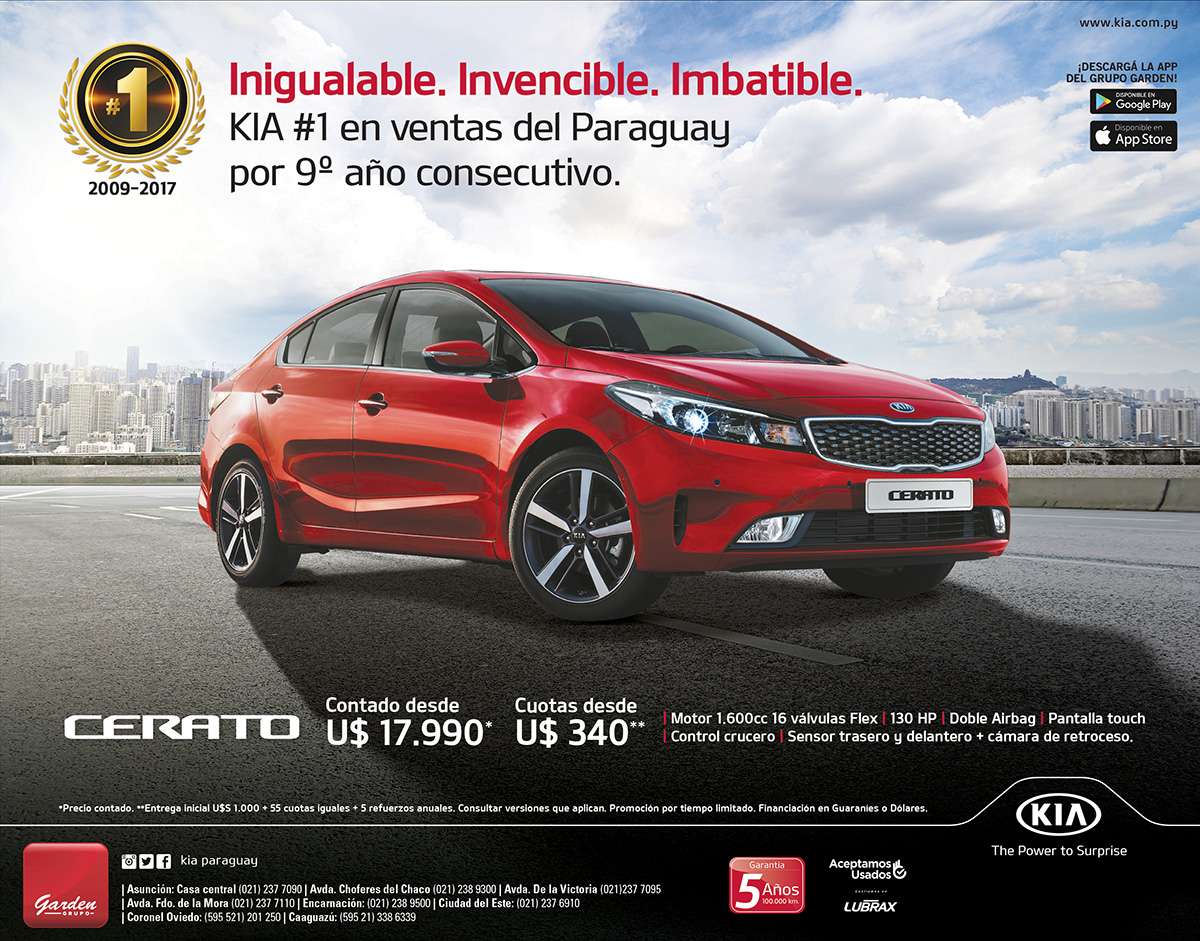 www.kia.com.py
¡DESCARGÁ LA APP
DEL GRUPO GARDEN!
DISPONIBLE EN
Google Play
Disponible en
App Store
#1
2009-2017
Inigualable. Invencible. Imbatible.
KIA #1 en ventas del Paraguay
por 9º año consecutivo.
KIA
CERATO
KIA
CERATO
Contado desde
U$ 17.990*
Cuotas desde
U$ 340**
| Motor 1.600cc 16 válvulas Flex | 130 HP | Doble Airbag | Pantalla touch
| Control crucero | Sensor trasero y delantero + cámara de retroceso.
*Precio contado. **Entrega inicial U$S 1.000 + 55 cuotas iguales + 5 refuerzos anuales. Consultar versiones que aplican. Promoción por tiempo limitado. Financiación en Guaraníes o Dólares.
KIA
The Power to Surprise
Garden
GRUPO
kia paraguay
| Asunción: Casa central (021) 237 7090 | Avda. Choferes del Chaco (021) 238 9300 | Avda. De la Victoria (021)237 7095
| Avda. Fdo. de la Mora (021) 237 7110 | Encarnación: (021) 238 9500 | Ciudad del Este: (021) 237 6910
| Coronel Oviedo: (595 521) 201 250 | Caaguazú: (595 21) 338 6339
Garantía
5 Años
100.000 km.
Aceptamos
Usados
LUBRAX